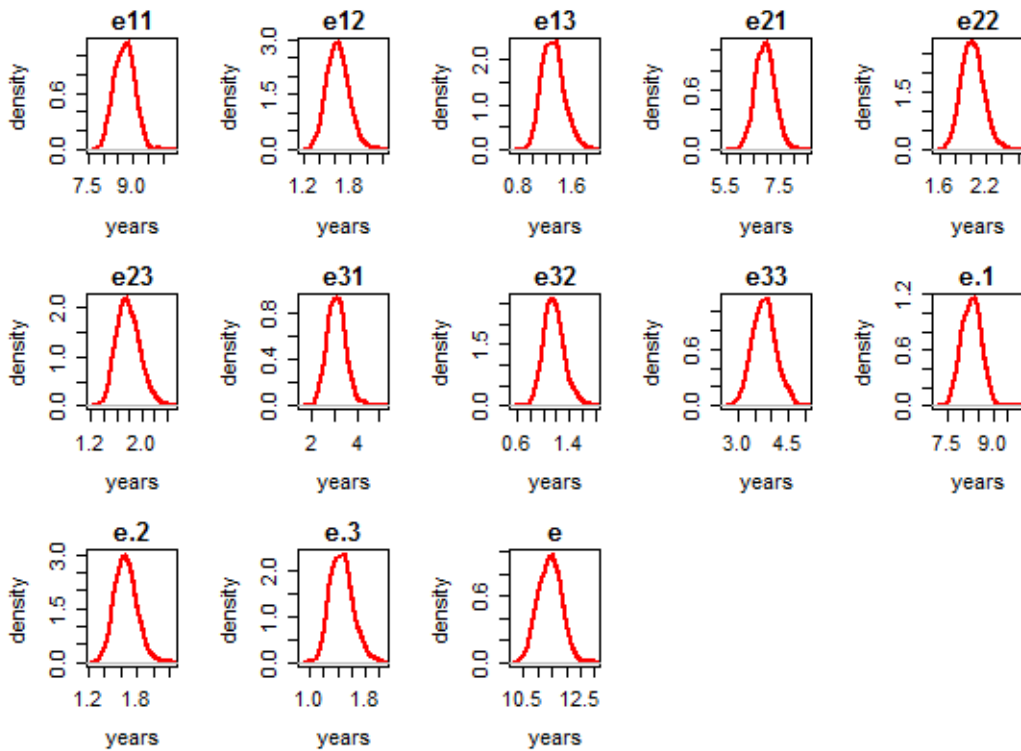 e11 e12 e13 e21 e22
density density density density density
0.0 0.6 0.0 1.5 3.0 0.0 1.0 2.0 0.0 0.6 0.0 1.5
7.5 9.0 1.2 1.8 0.8 1.6 5.5 7.5 1.6 2.2
years years years years years
e23 e31 e32 e33 e.1
density density density density density
0.0 1.0 2.0 0.0 0.4 0.8 0.0 1.5 0.0 0.6 0.0 0.6 1.2
1.2 2.0 2 4 0.6 1.4 3.0 4.5 7.5 9.0
years years years years years
e.2 e.3 e
density density density
0.0 1.5 3.0 0.0 1.0 2.0 0.0 0.6
1.2 1.8 1.0 1.8 10.5 12.5
years years years